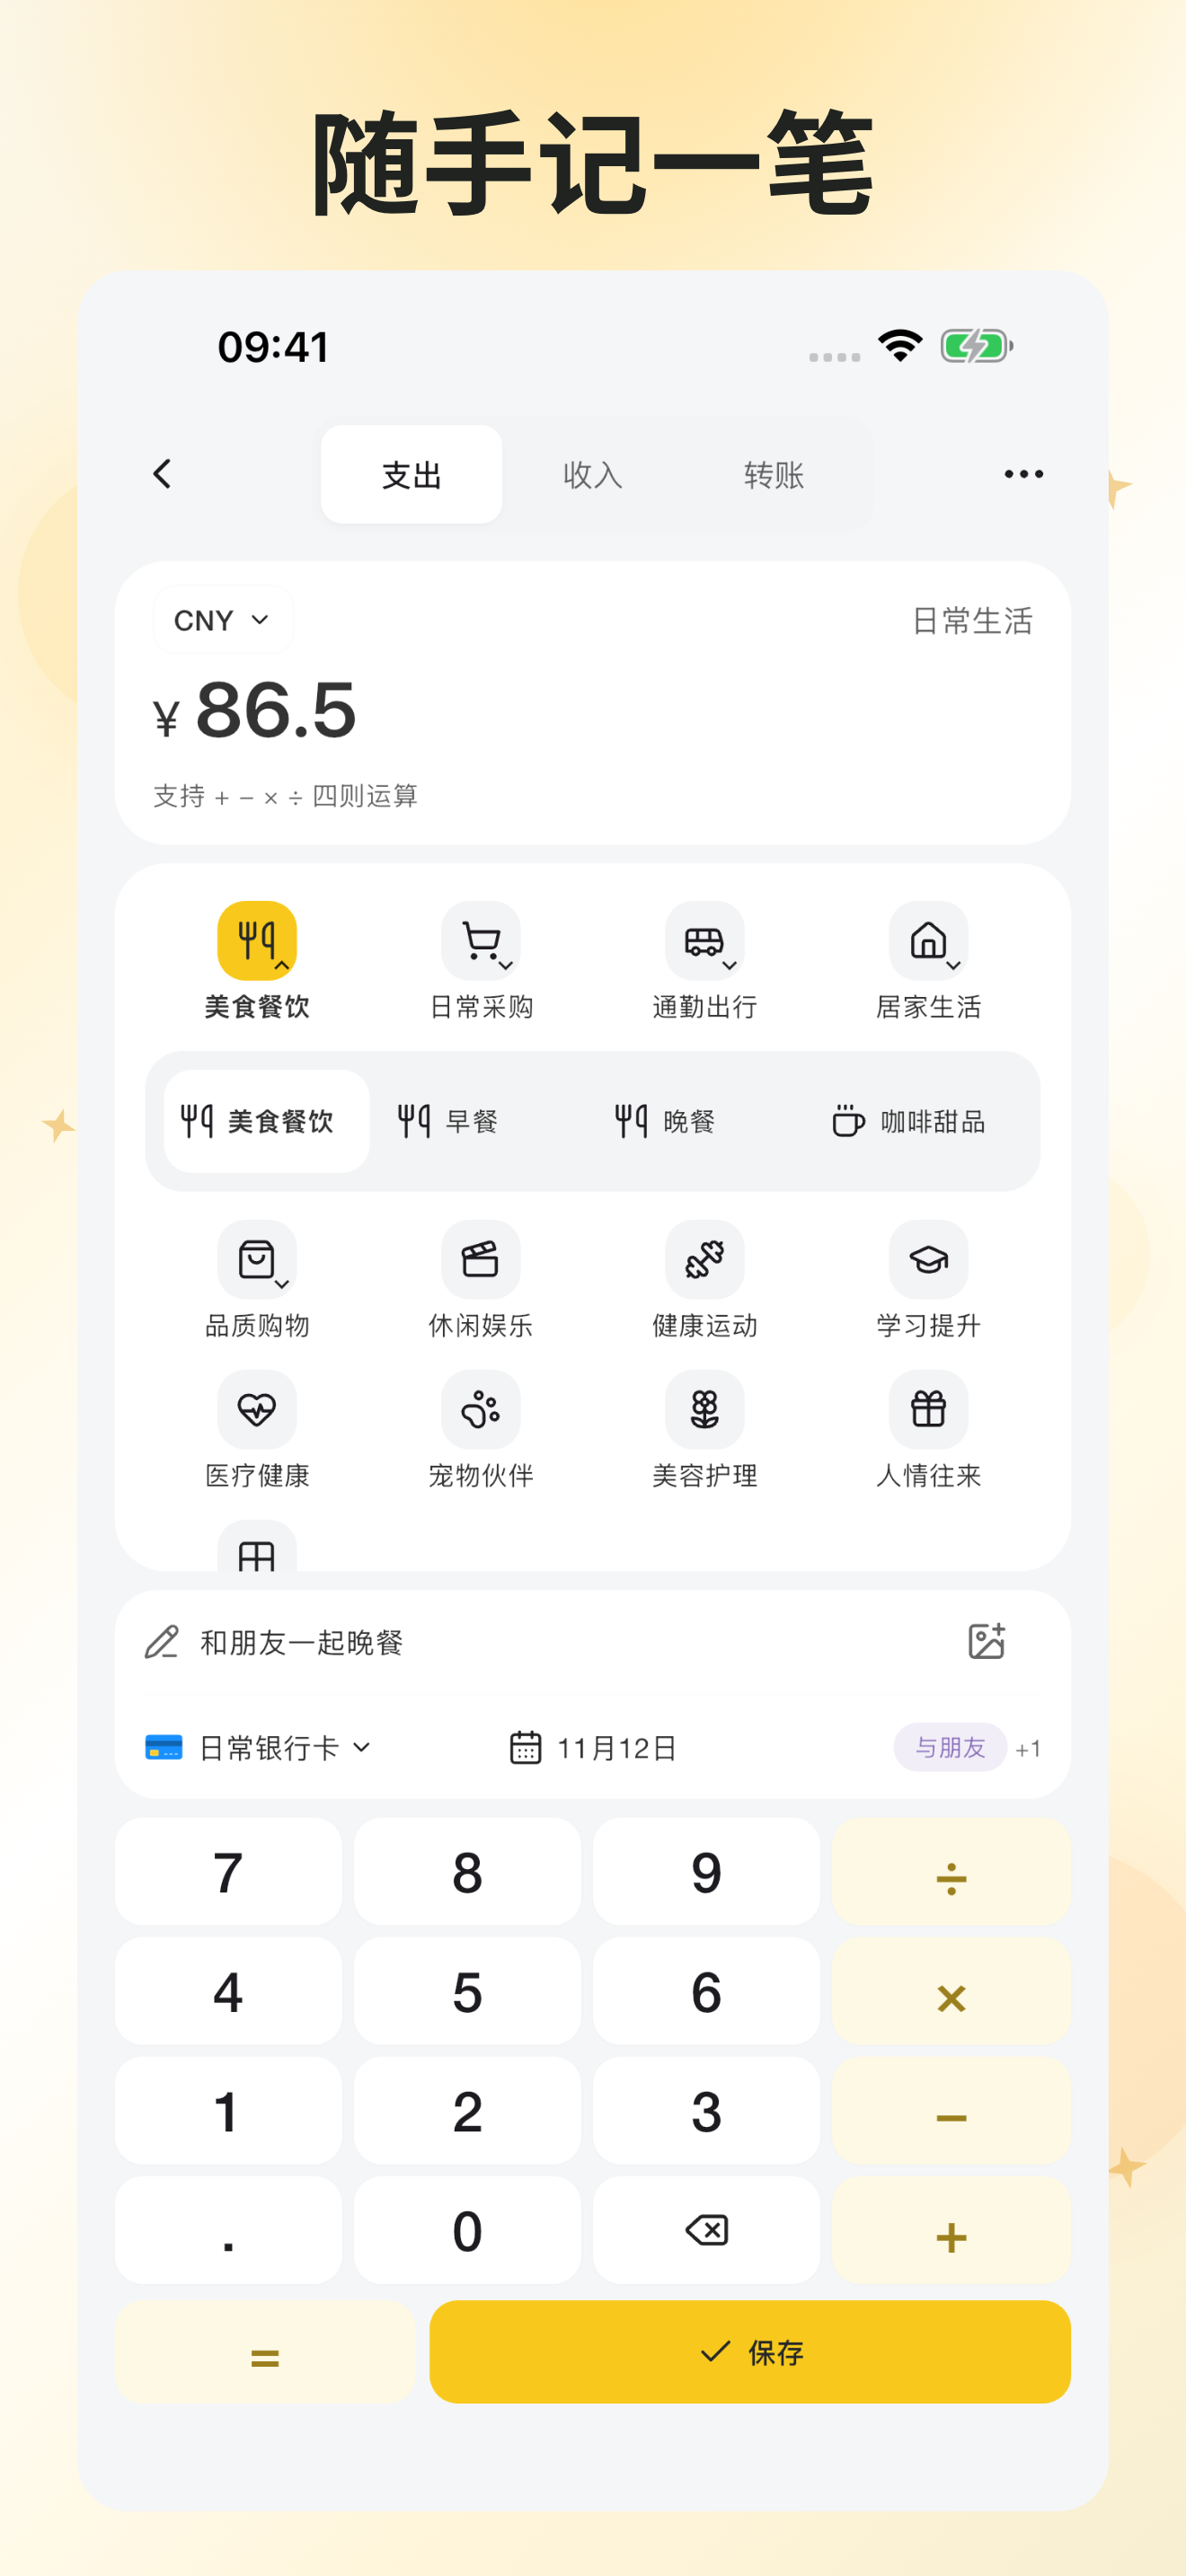 随手记一笔
09:41
支出 收入 转账
CNY 日常生活
¥ 86.5
支持 + − × ÷ 四则运算
美食餐饮 日常采购 通勤出行 居家生活
美食餐饮 早餐 晚餐 咖啡甜品
品质购物 休闲娱乐 健康运动 学习提升
医疗健康 宠物伙伴 美容护理 人情往来
和朋友一起晚餐
日常银行卡 11月12日 与朋友 +1
7 8 9 ÷
4 5 6 ×
1 2 3 −
. 0 +
= 保存